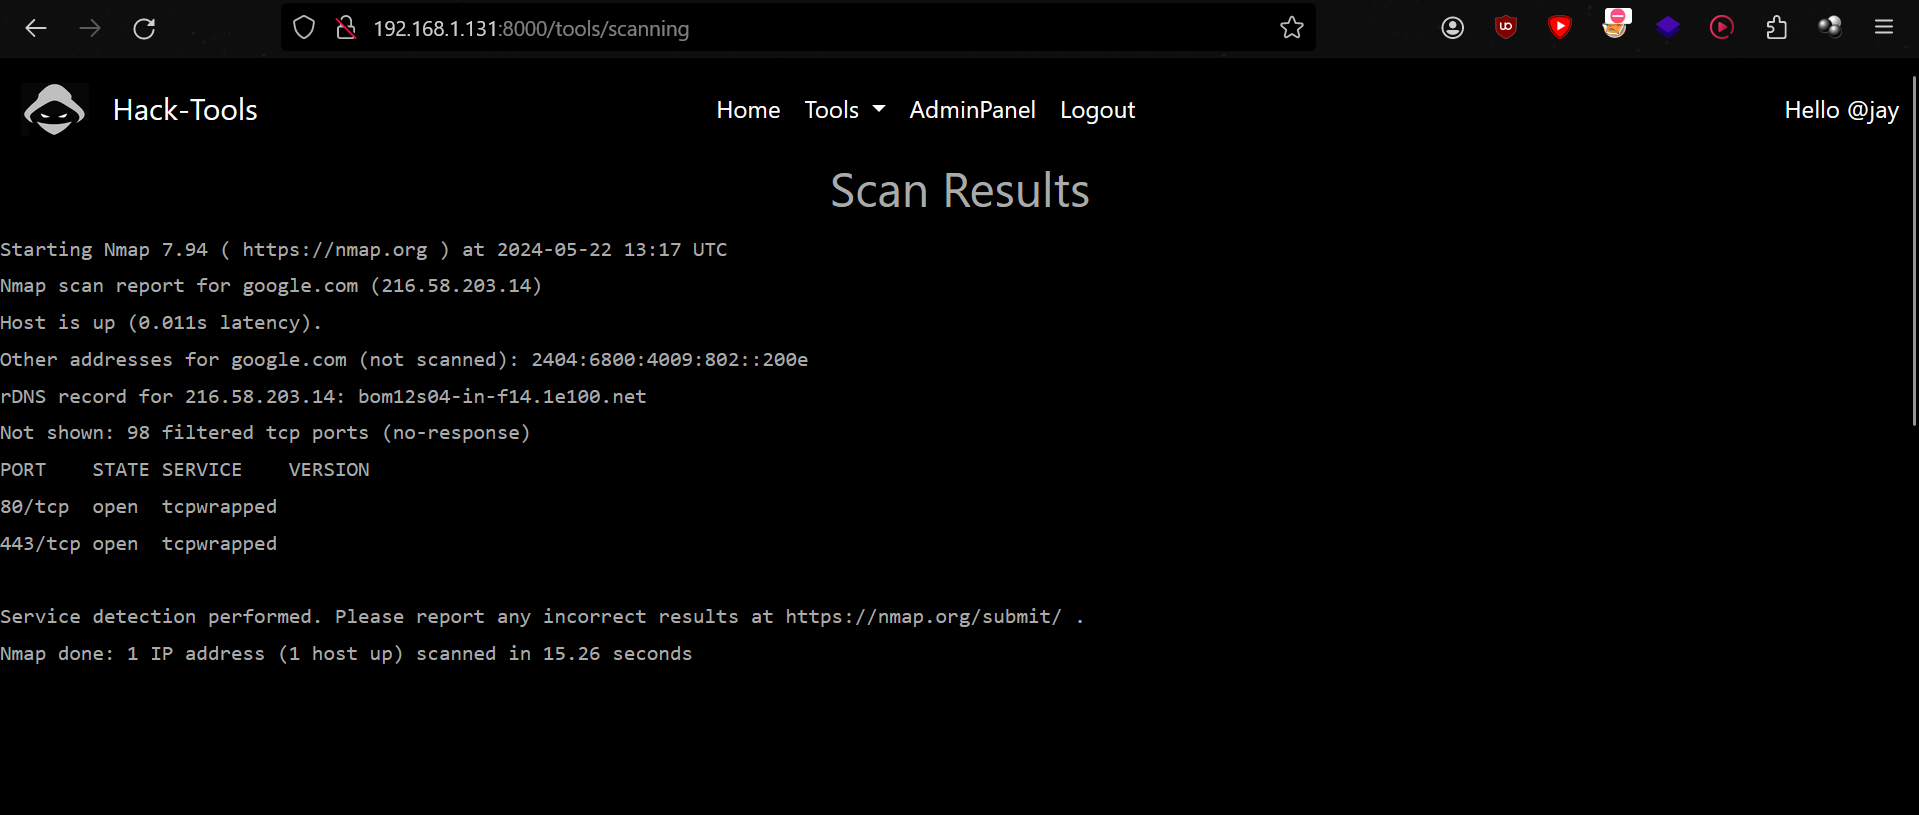 192.168.1.131:8000/tools/scanning
Hack-Tools
Home Tools AdminPanel Logout
Hello @jay
Scan Results
Starting Nmap 7.94 ( https://nmap.org ) at 2024-05-22 13:17 UTC
Nmap scan report for google.com (216.58.203.14)
Host is up (0.011s latency).
Other addresses for google.com (not scanned): 2404:6800:4009:802::200e
rDNS record for 216.58.203.14: bom12s04-in-f14.1e100.net
Not shown: 98 filtered tcp ports (no-response)
PORT    STATE SERVICE    VERSION
80/tcp  open  tcpwrapped
443/tcp open  tcpwrapped
Service detection performed. Please report any incorrect results at https://nmap.org/submit/ .
Nmap done: 1 IP address (1 host up) scanned in 15.26 seconds